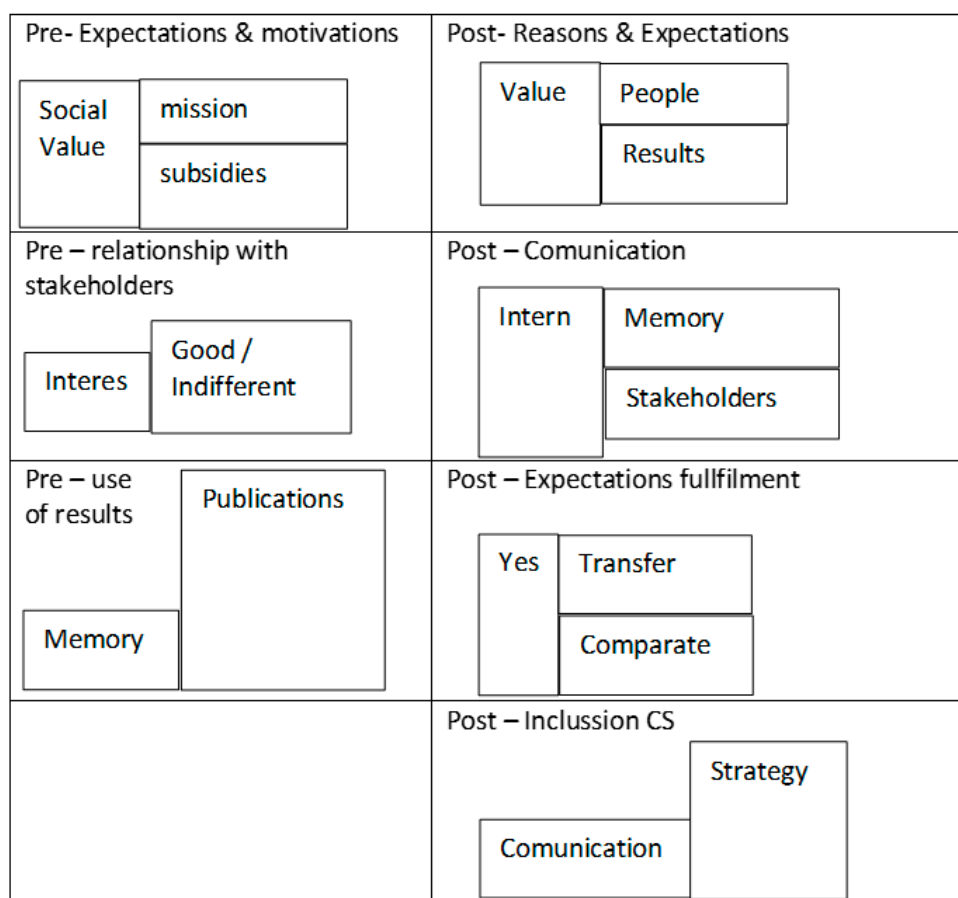 Pre- Expectations & motivations
Social
Value
mission
subsidies
Post- Reasons & Expectations
Value
People
Results
Pre – relationship with
stakeholders
Interes
Good /
Indifferent
Post – Comunication
Intern
Memory
Stakeholders
Pre – use
of results
Publications
Memory
Post – Expectations fullfilment
Yes
Transfer
Comparate
Post – Inclussion CS
Strategy
Comunication